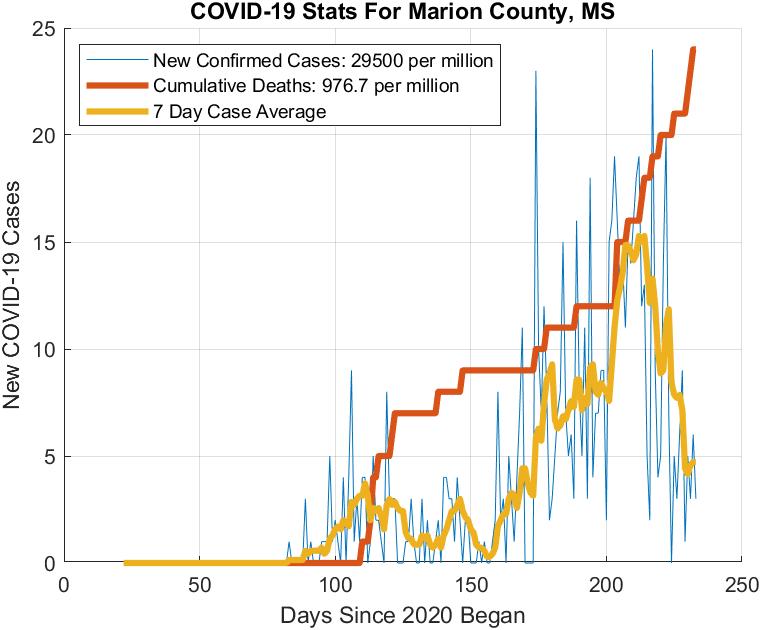 COVID-19 Stats For Marion County, MS
New Confirmed Cases: 29500 per million
Cumulative Deaths: 976.7 per million
7 Day Case Average
New COVID-19 Cases
25
20
15
10
5
0
0 50 100 150 200 250
Days Since 2020 Began